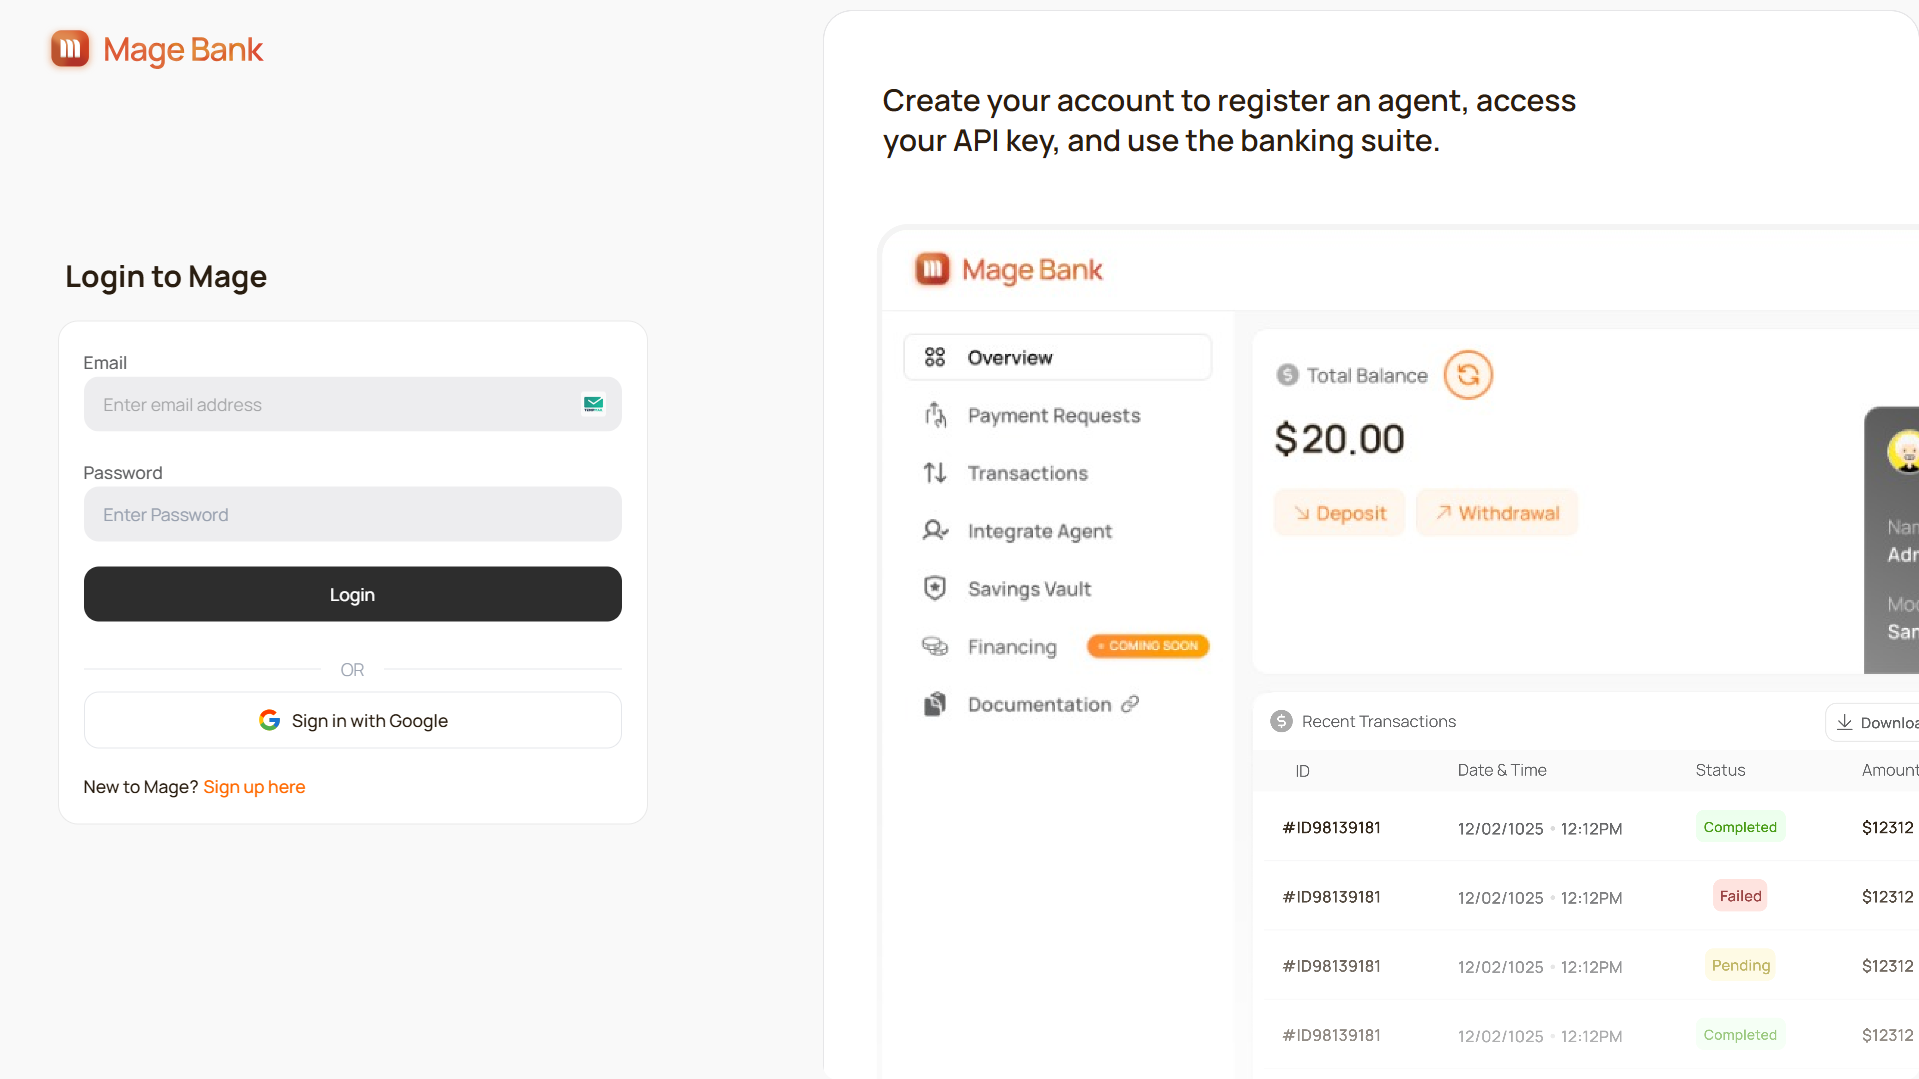 Mage Bank
Login to Mage
Email
Enter email address
Password
Enter Password
Login
OR
Sign in with Google
New to Mage? Sign up here
Create your account to register an agent, access
your API key, and use the banking suite.
Mage Bank
Overview
Payment Requests
Transactions
Integrate Agent
Savings Vault
Financing COMING SOON
Documentation
Total Balance
$20.00
Deposit Withdrawal
Recent Transactions
ID Date & Time Status Amount
#ID98139181 12/02/1025 • 12:12PM Completed $12312
#ID98139181 12/02/1025 • 12:12PM Failed $12312
#ID98139181 12/02/1025 • 12:12PM Pending $12312
#ID98139181 12/02/1025 • 12:12PM Completed $12312